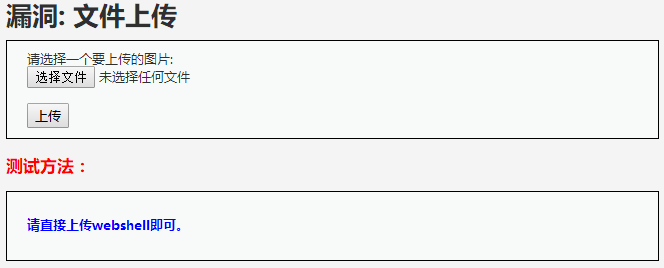 漏洞: 文件上传
请选择一个要上传的图片:
选择文件 未选择任何文件
上传
测试方法：
请直接上传webshell即可。